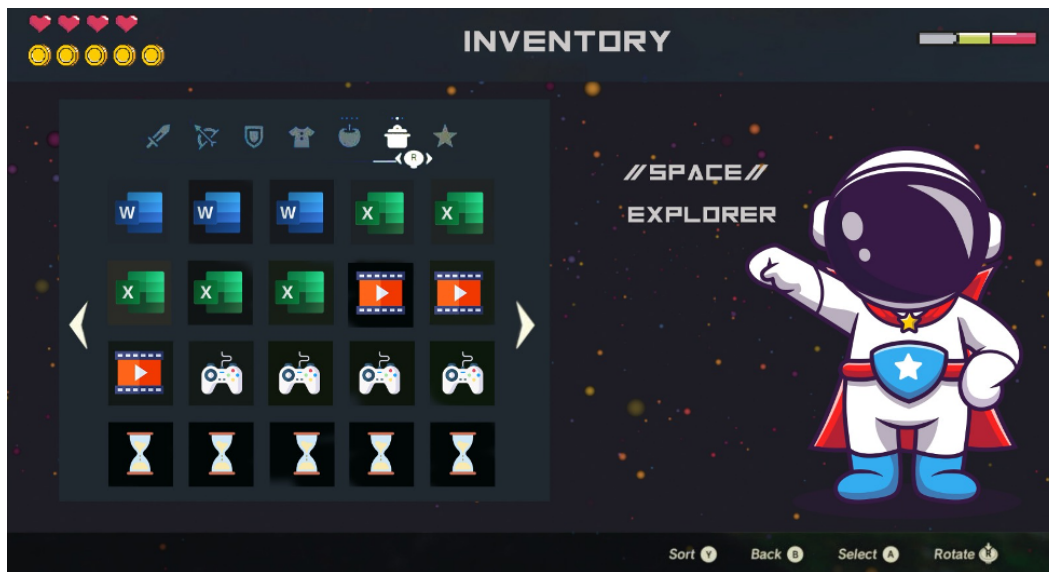 INVENTORY
R
//SPACE//
EXPLORER
W
W
W
X
X
X
X
X
Sort Y
Back B
Select A
Rotate R